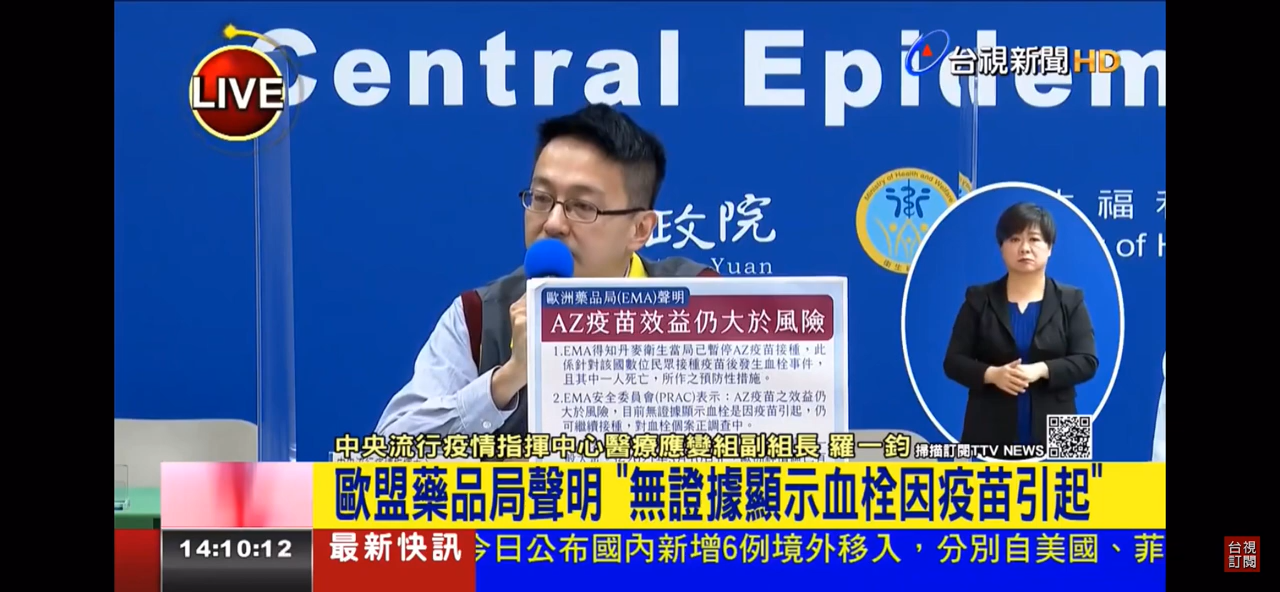 LIVE
Central Epidem
台視新聞HD
政院
Yuan
Ministry of Health and Welfare
福
of H
歐洲藥品局(EMA)聲明
AZ疫苗效益仍大於風險
1.EMA得知丹麥衛生當局已暫停AZ疫苗接種，此
係針對該國數位民眾接種疫苗後發生血栓事件，
且其中一人死亡，所作之預防性措施。
2.EMA安全委員會(PRAC)表示：AZ疫苗之效益仍
大於風險，目前無證據顯示血栓是因疫苗引起，仍
可繼續接種，對血栓個案正調查中。
中央流行疫情指揮中心醫療應變組副組長 羅一鈞
掃描訂閱TTV NEWS
歐盟藥品局聲明 "無證據顯示血栓因疫苗引起"
14:10:12
最新快訊
今日公布國內新增6例境外移入，分別自美國、菲
台視
訂閱